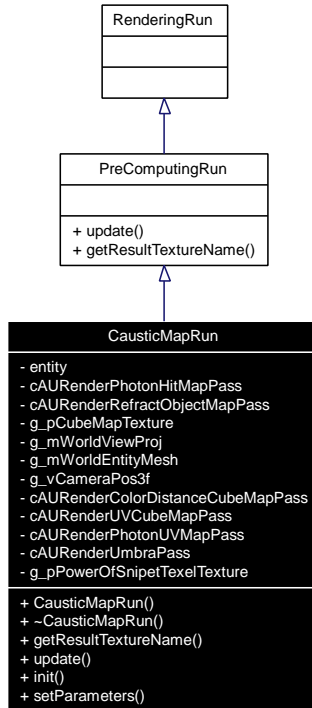 RenderingRun
PreComputingRun
+ update()
+ getResultTextureName()
CausticMapRun
- entity
- cAURenderPhotonHitMapPass
- cAURenderRefractObjectMapPass
- g_pCubeMapTexture
- g_mWorldViewProj
- g_mWorldEntityMesh
- g_vCameraPos3f
- cAURenderColorDistanceCubeMapPass
- cAURenderUVCubeMapPass
- cAURenderPhotonUVMapPass
- cAURenderUmbraPass
- g_pPowerOfSnipetTexelTexture
+ CausticMapRun()
+ ~CausticMapRun()
+ getResultTextureName()
+ update()
+ init()
+ setParameters()